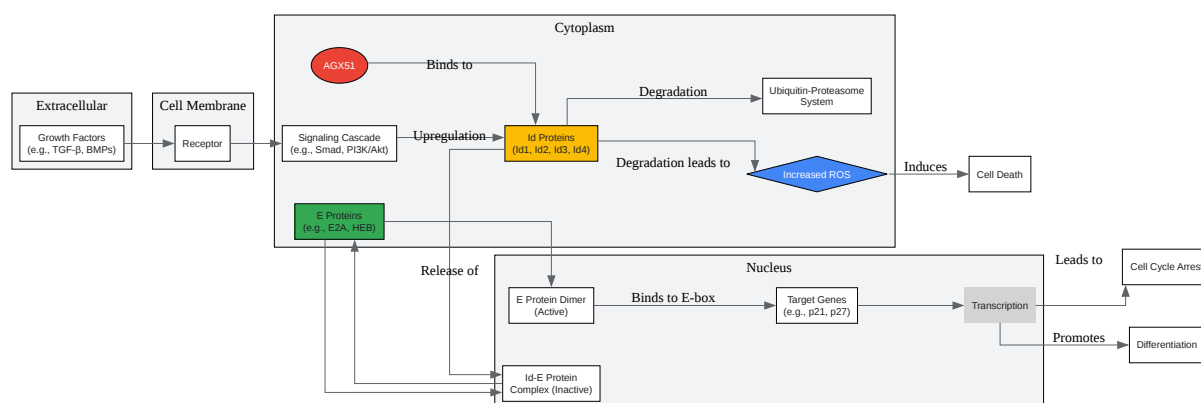 Cytoplasm
AGX51
Binds to
Degradation
Ubiquitin-Proteasome
System
Extracellular
Cell Membrane
Growth Factors
(e.g., TGF-β, BMPs)
Receptor
Signaling Cascade
(e.g., Smad, PI3K/Akt)
Upregulation
Id Proteins
(Id1, Id2, Id3, Id4)
Degradation leads to
Increased ROS
Induces
Cell Death
E Proteins
(e.g., E2A, HEB)
Release of
Nucleus
Leads to
Cell Cycle Arrest
E Protein Dimer
(Active)
Binds to E-box
Target Genes
(e.g., p21, p27)
Transcription
Promotes
Differentiation
Id-E Protein
Complex (Inactive)